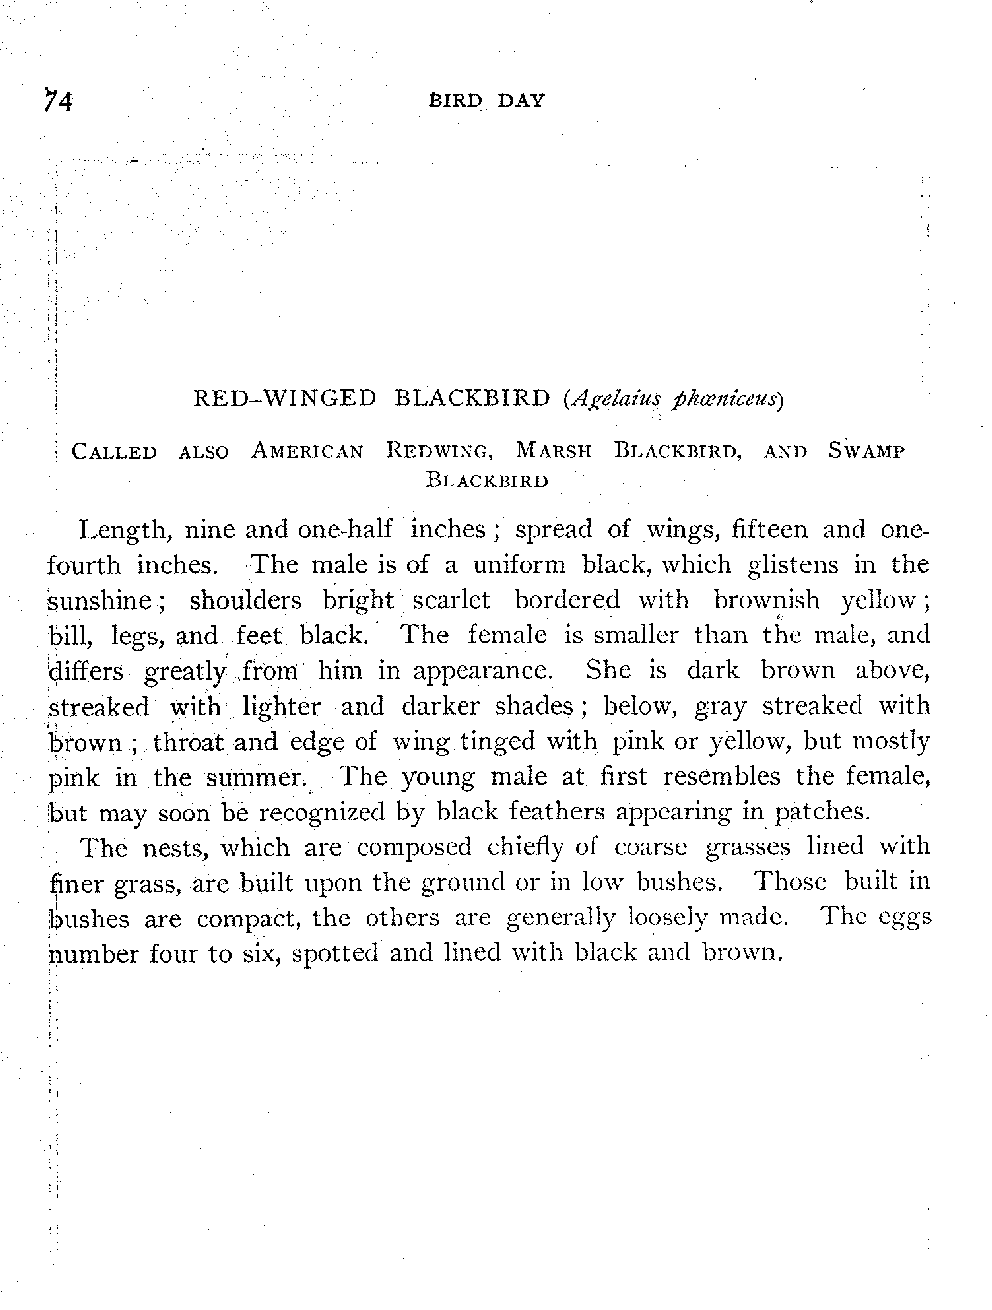 74 BIRD DAY
RED-WINGED BLACKBIRD (Agelaius phœniceus)
CALLED ALSO AMERICAN REDWING, MARSH BLACKBIRD, AND SWAMP
BLACKBIRD
Length, nine and one-half inches; spread of wings, fifteen and one-
fourth inches. The male is of a uniform black, which glistens in the
sunshine; shoulders bright scarlet bordered with brownish yellow;
bill, legs, and feet black. The female is smaller than the male, and
differs greatly from him in appearance. She is dark brown above,
streaked with lighter and darker shades; below, gray streaked with
brown; throat and edge of wing tinged with pink or yellow, but mostly
pink in the summer. The young male at first resembles the female,
but may soon be recognized by black feathers appearing in patches.
The nests, which are composed chiefly of coarse grasses lined with
finer grass, are built upon the ground or in low bushes. Those built in
bushes are compact, the others are generally loosely made. The eggs
number four to six, spotted and lined with black and brown.